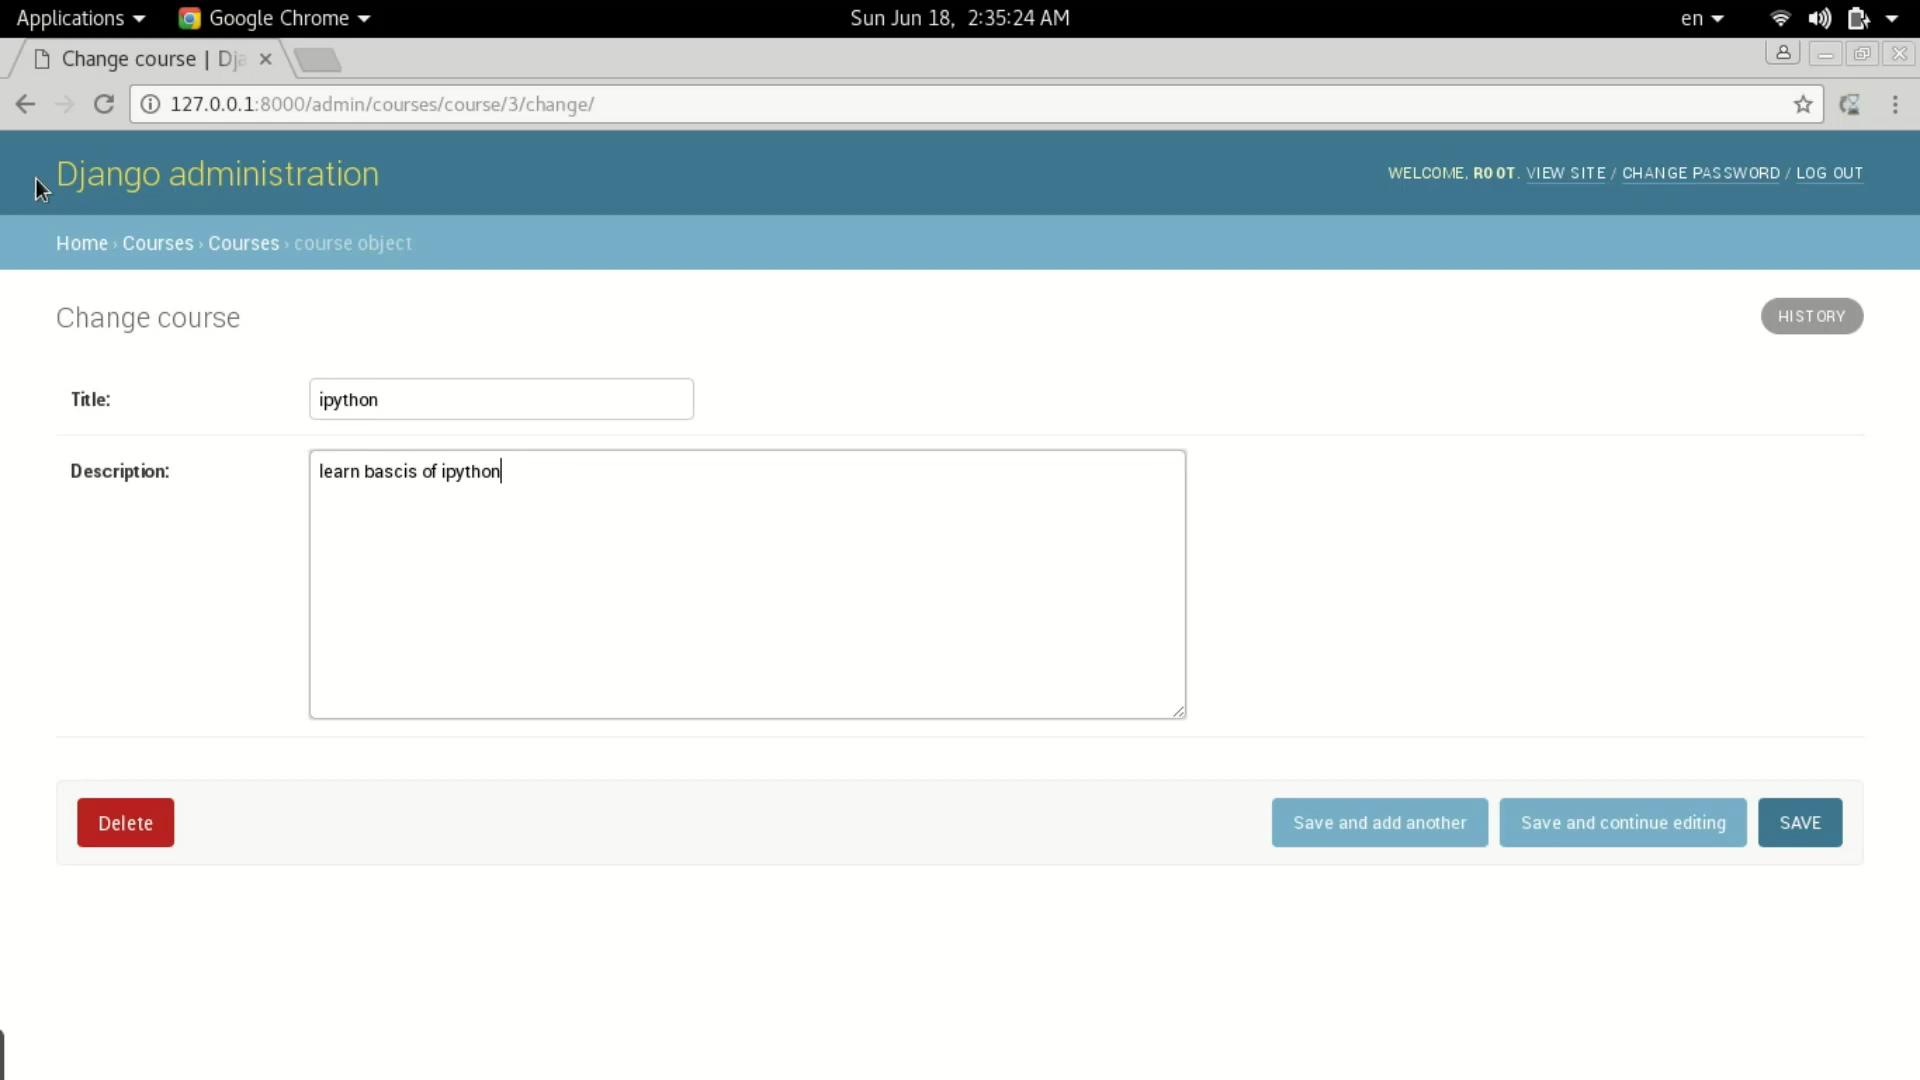 Applications Google Chrome Sun Jun 18, 2:35:24 AM en
Change course | Dja
127.0.0.1:8000/admin/courses/course/3/change/
Django administration WELCOME, ROOT. VIEW SITE / CHANGE PASSWORD / LOG OUT
Home › Courses › Courses › course object
Change course HISTORY
Title: ipython
Description: learn bascis of ipython
Delete Save and add another Save and continue editing SAVE